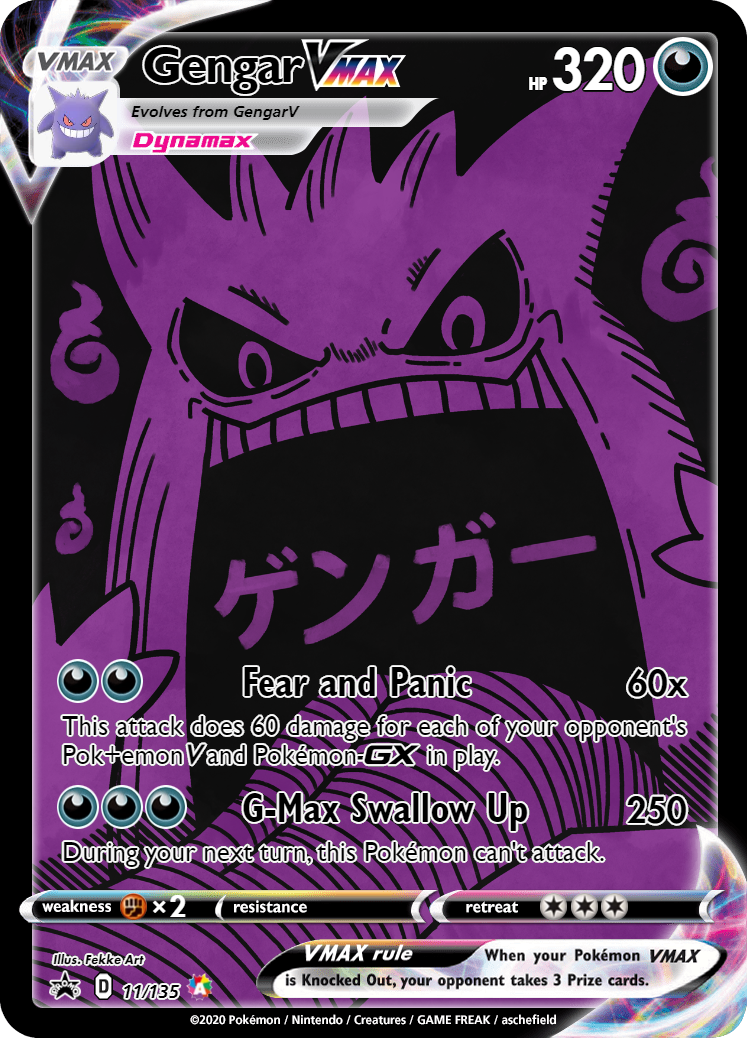 VMAX
Gengar VMAX
HP 320
Evolves from GengarV
Dynamax
ゲンガー
Fear and Panic 60x
This attack does 60 damage for each of your opponent's
Pok+emon V and Pokémon-GX in play.
G-Max Swallow Up 250
During your next turn, this Pokémon can't attack.
weakness ×2 resistance retreat
Illus. Fekke Art
VMAX rule When your Pokémon VMAX
is Knocked Out, your opponent takes 3 Prize cards.
D 11/135 A
©2020 Pokémon / Nintendo / Creatures / GAME FREAK / aschefield